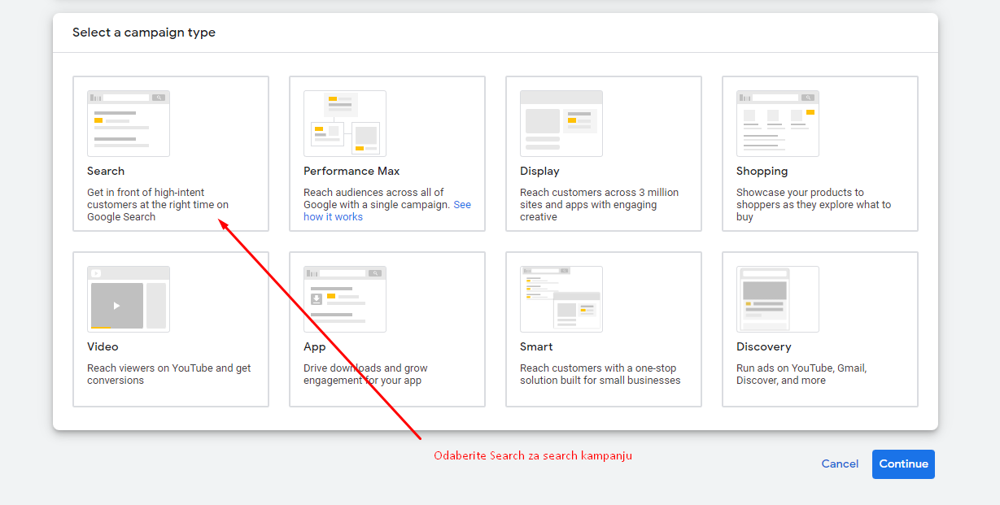 Select a campaign type
Search
Get in front of high-intent
customers at the right time on
Google Search
Performance Max
Reach audiences across all of
Google with a single campaign. See
how it works
Display
Reach customers across 3 million
sites and apps with engaging
creative
Shopping
Showcase your products to
shoppers as they explore what to
buy
Video
Reach viewers on YouTube and get
conversions
App
Drive downloads and grow
engagement for your app
Smart
Reach customers with a one-stop
solution built for small businesses
Discovery
Run ads on YouTube, Gmail,
Discover, and more
Odaberite Search za search kampanju
Cancel
Continue